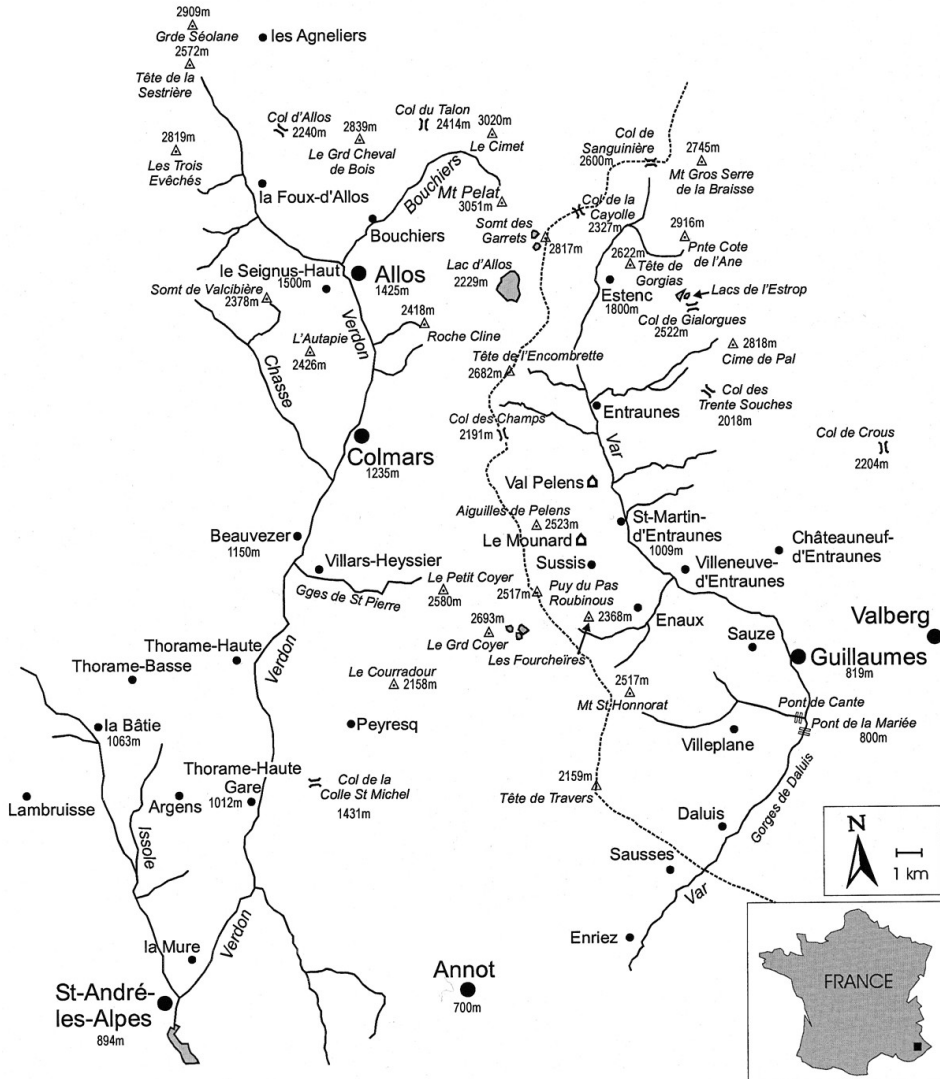 2909m
Grde Séolane
les Agneliers
2572m
Tête de la
Sestrière
Col d'Allos
2240m
2839m
Le Grd Cheval
de Bois
Col du Talon
2414m
3020m
Le Cimet
Col de
Sanguinière
2600m
2745m
Mt Gros Serre
de la Braisse
2819m
Les Trois
Evêchés
la Foux-d'Allos
Bouchiers
Mt Pelat
3051m
Bouchiers
Somt des
Garrets
2817m
Col de la
Cayolle
2327m
2916m
Pnte Cote
de l'Ane
2622m
Tête de
Gorgias
le Seignus-Haut
1500m
Allos
1425m
Lac d'Allos
2229m
Estenc
1800m
Lacs de l'Estrop
Col de Gialorgues
2522m
Somt de Valcibière
2378m
Verdon
2418m
Roche Cline
L'Autapie
2426m
Chasse
Tête de l'Encombrette
2682m
2818m
Cime de Pal
Col des
Trente Souches
2018m
Entraunes
Col des Champs
2191m
Var
Col de Crous
2204m
Colmars
1235m
Val Pelens
Aiguilles de Pelens
2523m
St-Martin-
d'Entraunes
1009m
Le Mounard
Sussis
Beauvezer
1150m
Villars-Heyssier
Gges de St Pierre
Le Petit Coyer
2580m
2517m
Puy du Pas
Roubinous
2368m
Villeneuve-
d'Entraunes
Châteauneuf-
d'Entraunes
Enaux
2693m
Le Grd Coyer
Les Fourcheires
Sauze
Valberg
Guillaumes
819m
Thorame-Haute
Thorame-Basse
Verdon
Le Courradour
2158m
2517m
Mt St Honnorat
Pont de Cante
Pont de la Mariée
800m
la Bâtie
1063m
Peyresq
Villeplane
Thorame-Haute
Gare
1012m
Col de la
Colle St Michel
1431m
2159m
Tête de Travers
Gorges de Daluis
Lambruisse
Argens
Issole
Daluis
Sausses
Var
N
1 km
Enriez
la Mure
Verdon
St-André-
les-Alpes
894m
Annot
700m
FRANCE